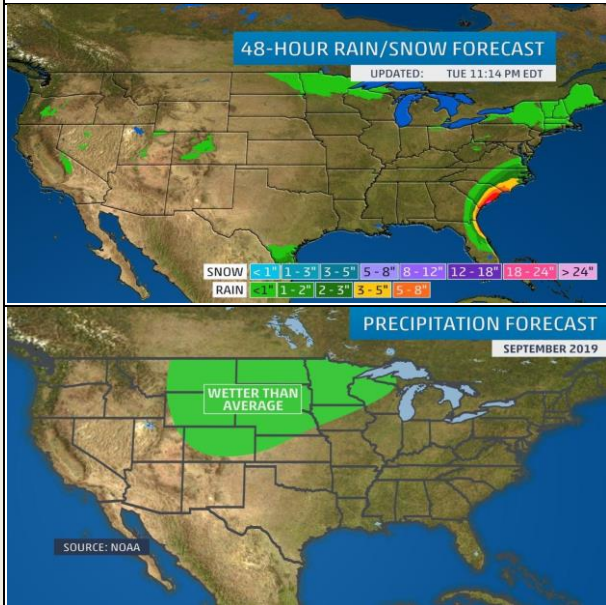 48-HOUR RAIN/SNOW FORECAST
UPDATED: TUE 11:14 PM EDT
SNOW <1" 1 - 3" 3 - 5" 5 - 8" 8 - 12" 12 - 18" 18 - 24" > 24"
RAIN <1" 1 - 2" 2 - 3" 3 - 5" 5 - 8"
PRECIPITATION FORECAST
SEPTEMBER 2019
WETTER THAN
AVERAGE
SOURCE: NOAA